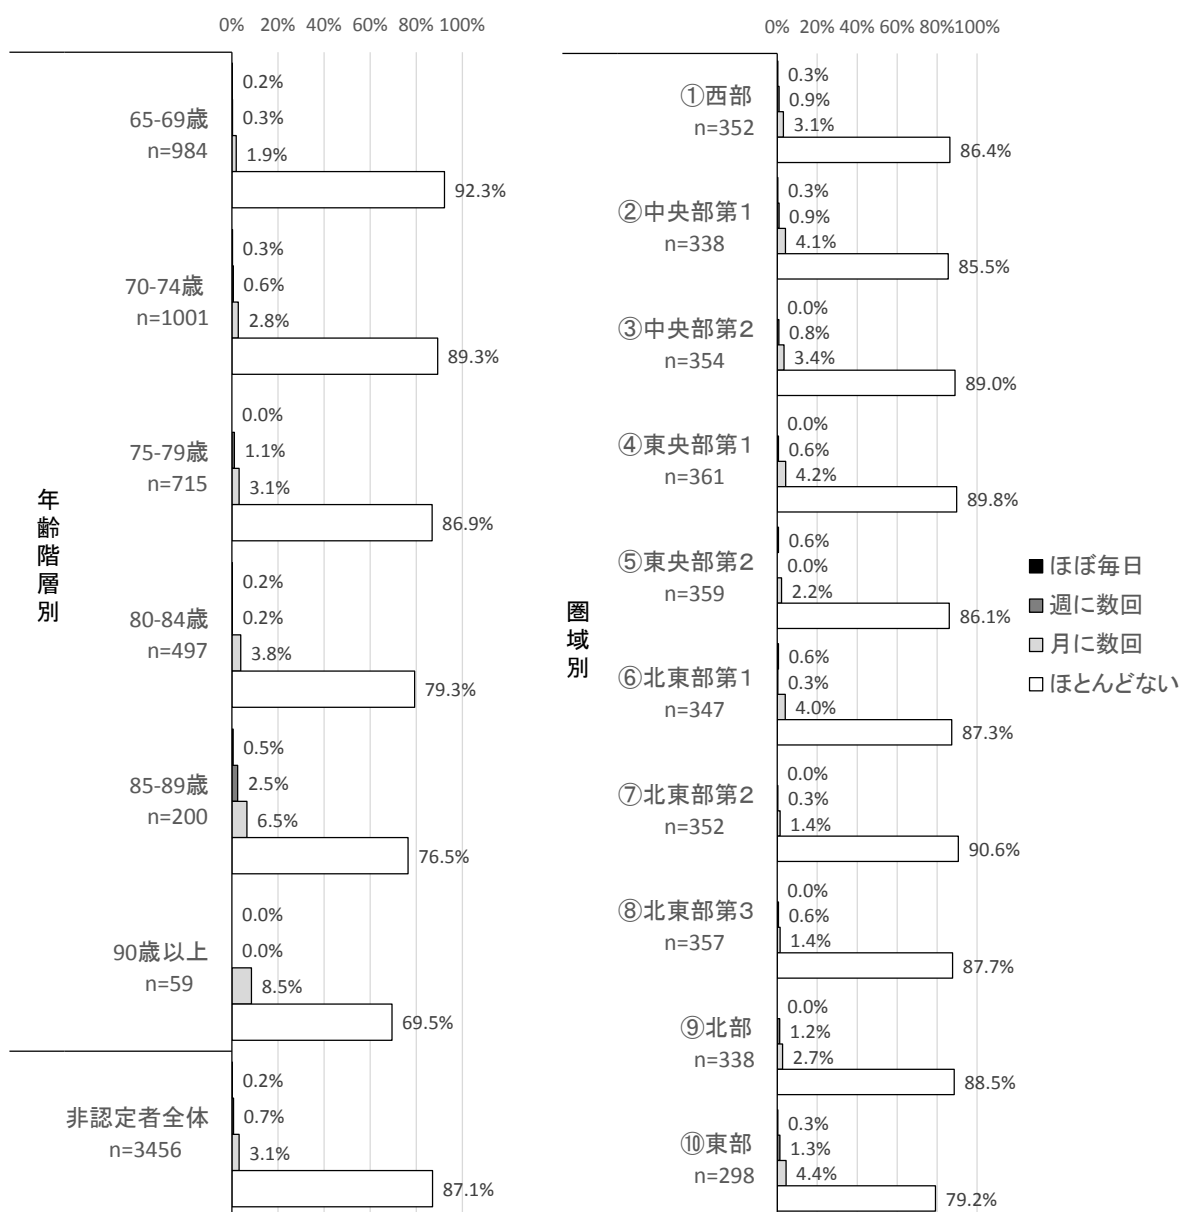 0% 20% 40% 60% 80% 100%
年齢階層別
65-69歳
n=984
0.2%
0.3%
1.9%
92.3%
70-74歳
n=1001
0.3%
0.6%
2.8%
89.3%
75-79歳
n=715
0.0%
1.1%
3.1%
86.9%
80-84歳
n=497
0.2%
0.2%
3.8%
79.3%
85-89歳
n=200
0.5%
2.5%
6.5%
76.5%
90歳以上
n=59
0.0%
0.0%
8.5%
69.5%
非認定者全体
n=3456
0.2%
0.7%
3.1%
87.1%
0% 20% 40% 60% 80% 100%
圏域別
①西部
n=352
0.3%
0.9%
3.1%
86.4%
②中央部第1
n=338
0.3%
0.9%
4.1%
85.5%
③中央部第2
n=354
0.0%
0.8%
3.4%
89.0%
④東央部第1
n=361
0.0%
0.6%
4.2%
89.8%
⑤東央部第2
n=359
0.6%
0.0%
2.2%
86.1%
⑥北東部第1
n=347
0.6%
0.3%
4.0%
87.3%
⑦北東部第2
n=352
0.0%
0.3%
1.4%
90.6%
⑧北東部第3
n=357
0.0%
0.6%
1.4%
87.7%
⑨北部
n=338
0.0%
1.2%
2.7%
88.5%
⑩東部
n=298
0.3%
1.3%
4.4%
79.2%
ほぼ毎日
週に数回
月に数回
ほとんどない